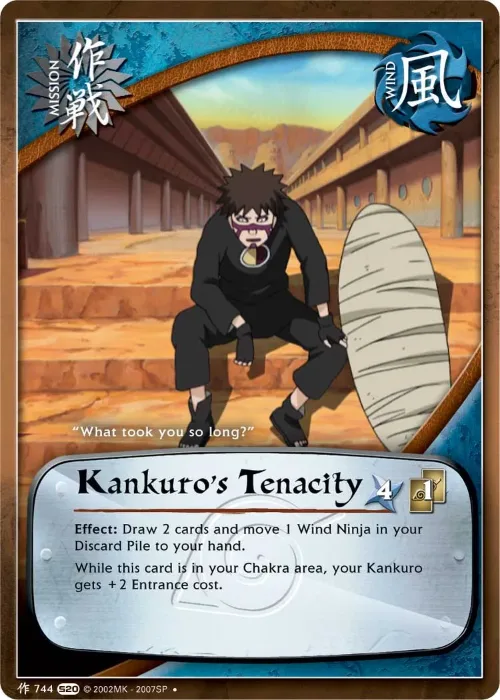 MISSION
作戦
WIND
風
"What took you so long?"
Kankuro's Tenacity 4 1
Effect: Draw 2 cards and move 1 Wind Ninja in your
Discard Pile to your hand.
While this card is in your Chakra area, your Kankuro
gets +2 Entrance cost.
作 744 S20 © 2002MK - 2007SP •